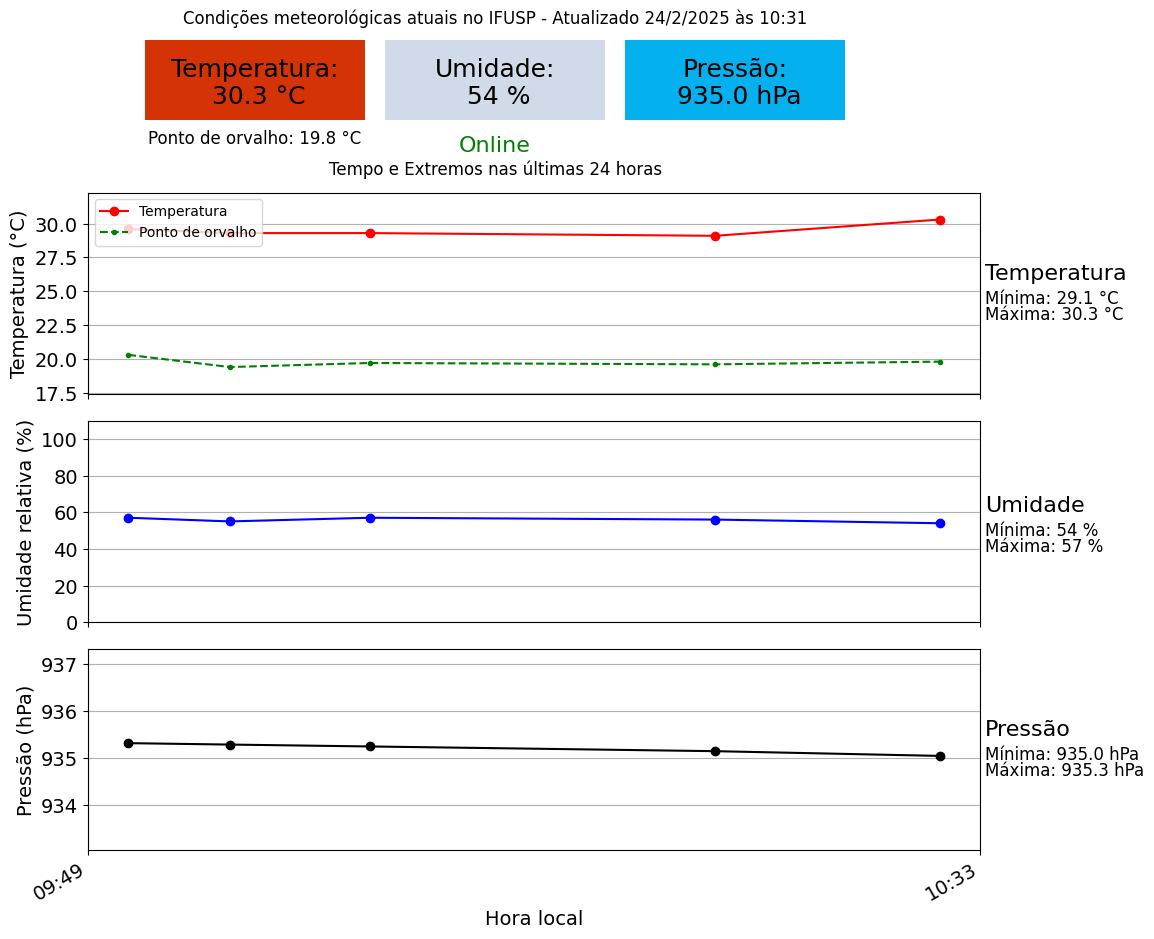 Condições meteorológicas atuais no IFUSP - Atualizado 24/2/2025 às 10:31
Temperatura:
30.3 °C
Umidade:
54 %
Pressão:
935.0 hPa
Ponto de orvalho: 19.8 °C
Online
Tempo e Extremos nas últimas 24 horas
Temperatura (°C)
30.0
27.5
25.0
22.5
20.0
17.5
Temperatura
Ponto de orvalho
Temperatura
Mínima: 29.1 °C
Máxima: 30.3 °C
Umidade relativa (%)
100
80
60
40
20
0
Umidade
Mínima: 54 %
Máxima: 57 %
Pressão (hPa)
937
936
935
934
Pressão
Mínima: 935.0 hPa
Máxima: 935.3 hPa
09:49
10:33
Hora local